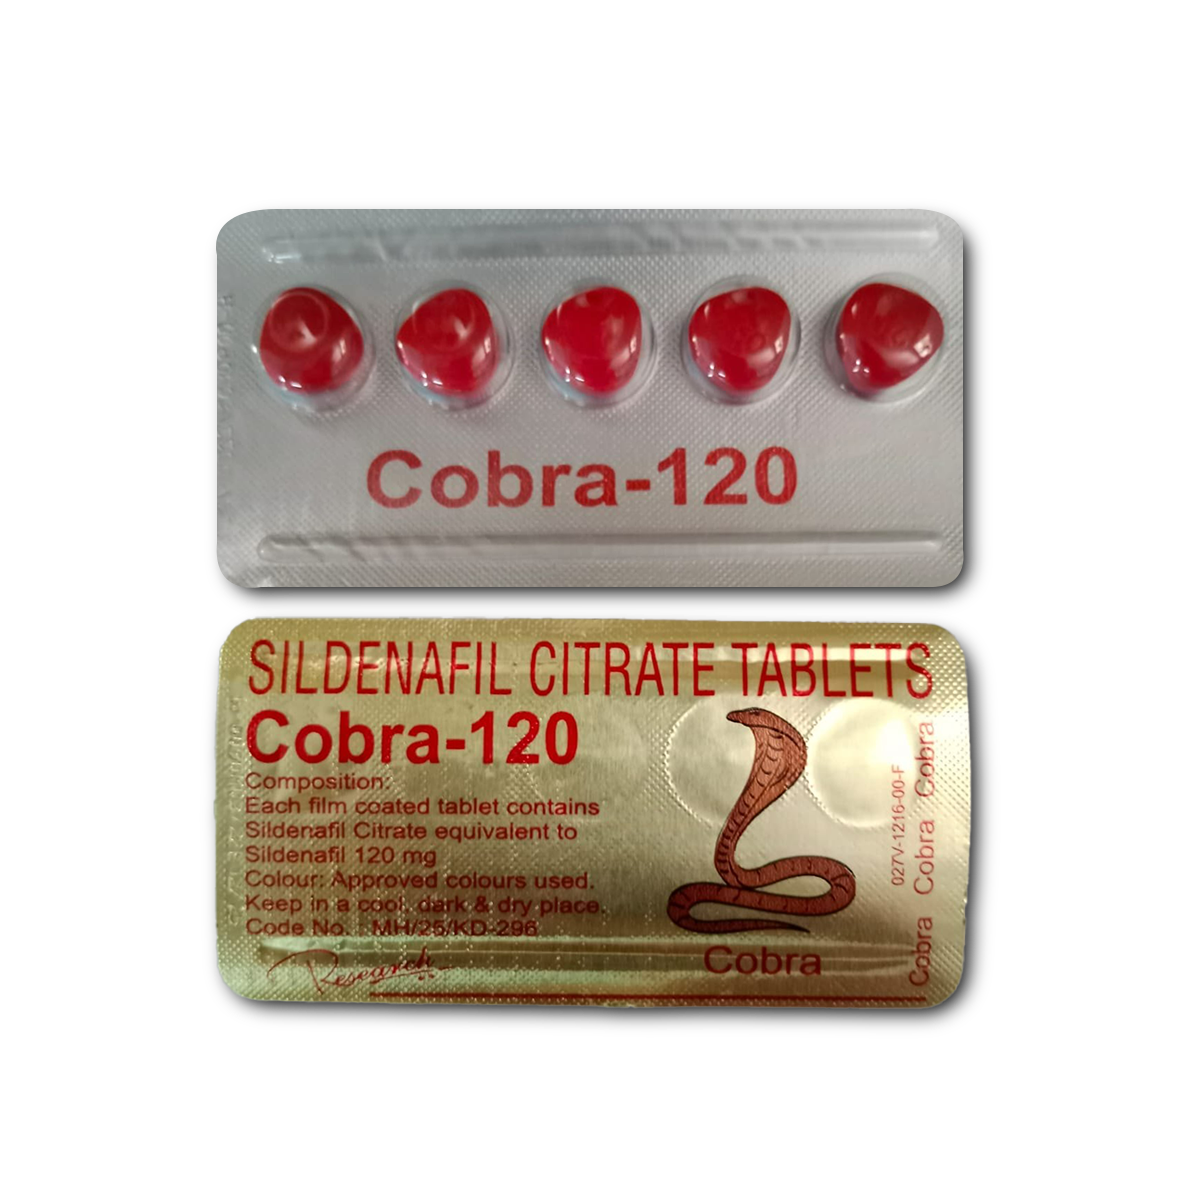 Cobra-120
SILDENAFIL CITRATE TABLETS
Cobra-120
Composition:
Each film coated tablet contains
Sildenafil Citrate equivalent to
Sildenafil 120 mg
Colour: Approved colours used.
Keep in a cool, dark & dry place.
Code No. : MH/25/KD-296
Research
Cobra
027V-1216-00-F
Cobra Cobra Cobra